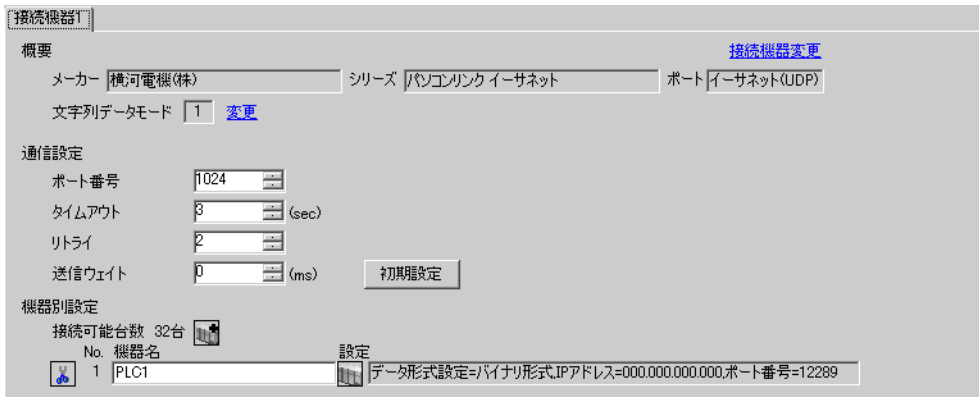 接続機器1
概要 接続機器変更
メーカー 横河電機(株) シリーズ パソコンリンク イーサネット ポート イーサネット(UDP)
文字列データモード 1 変更
通信設定
ポート番号 1024
タイムアウト 3 (sec)
リトライ 2
送信ウェイト 0 (ms) 初期設定
機器別設定
接続可能台数 32台
No. 機器名 設定
1 PLC1 データ形式設定=バイナリ形式,IPアドレス=000.000.000.000,ポート番号=12289